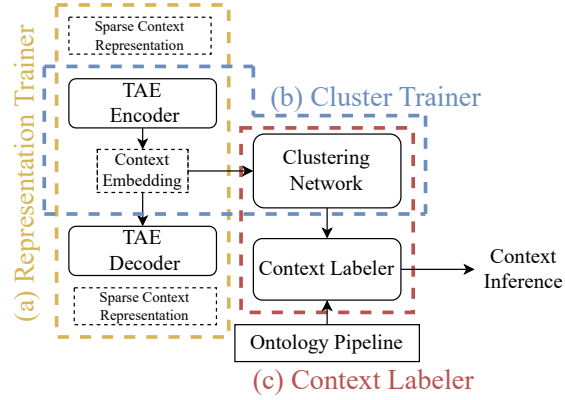 Sparse Context
Representation
(a) Representation Trainer
TAE
Encoder
(b) Cluster Trainer
Context
Embedding
Clustering
Network
TAE
Decoder
Context Labeler
Context
Inference
Sparse Context
Representation
Ontology Pipeline
(c) Context Labeler